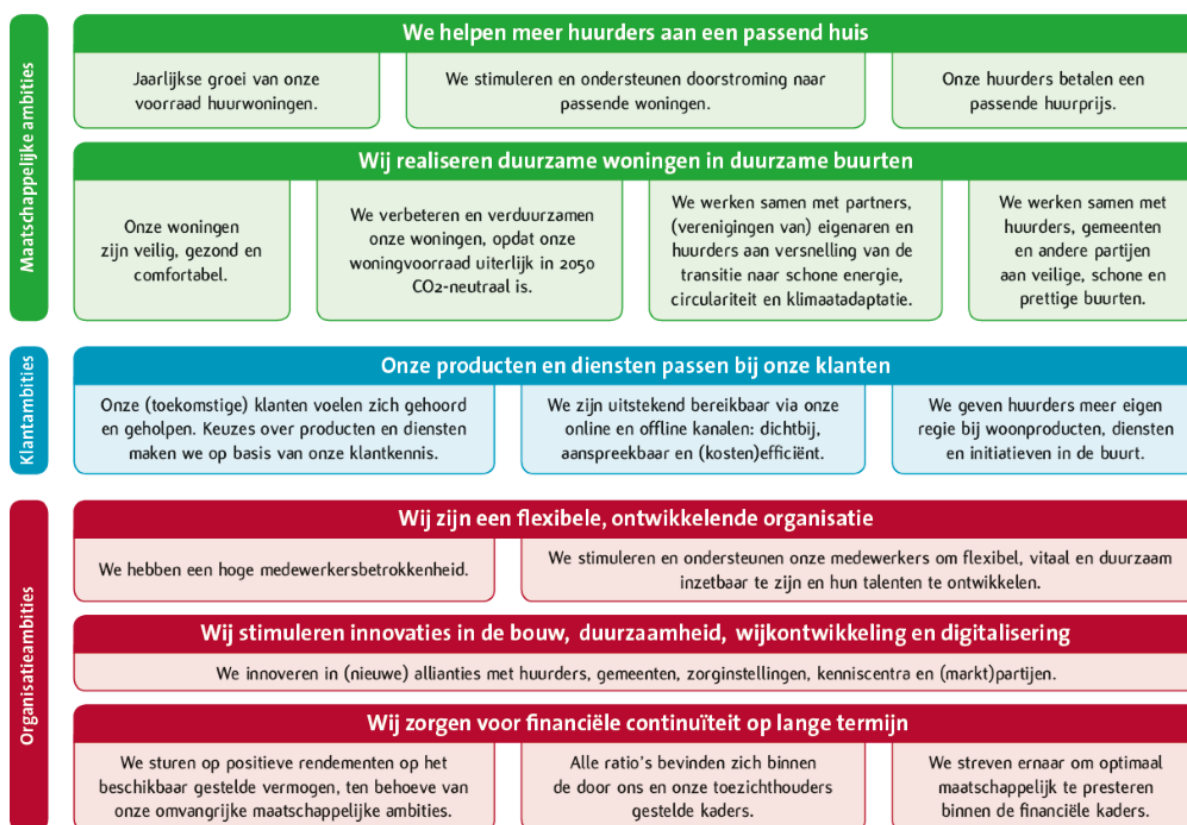 Maatschappelijke ambities
We helpen meer huurders aan een passend huis
Jaarlijkse groei van onze
voorraad huurwoningen.
We stimuleren en ondersteunen doorstroming naar
passende woningen.
Onze huurders betalen een
passende huurprijs.
Wij realiseren duurzame woningen in duurzame buurten
Onze woningen
zijn veilig, gezond en
comfortabel.
We verbeteren en verduurzamen
onze woningen, opdat onze
woningvoorraad uiterlijk in 2050
CO2-neutraal is.
We werken samen met partners,
(verenigingen van) eigenaren en
huurders aan versnelling van de
transitie naar schone energie,
circulariteit en klimaatadaptatie.
We werken samen met
huurders, gemeenten
en andere partijen
aan veilige, schone en
prettige buurten.
Klantambities
Onze producten en diensten passen bij onze klanten
Onze (toekomstige) klanten voelen zich gehoord
en geholpen. Keuzes over producten en diensten
maken we op basis van onze klantkennis.
We zijn uitstekend bereikbaar via onze
online en offline kanalen: dichtbij,
aanspreekbaar en (kosten)efficiënt.
We geven huurders meer eigen
regie bij woonproducten, diensten
en initiatieven in de buurt.
Organisatieambities
Wij zijn een flexibele, ontwikkelende organisatie
We hebben een hoge medewerkersbetrokkenheid.
We stimuleren en ondersteunen onze medewerkers om flexibel, vitaal en duurzaam
inzetbaar te zijn en hun talenten te ontwikkelen.
Wij stimuleren innovaties in de bouw, duurzaamheid, wijkontwikkeling en digitalisering
We innoveren in (nieuwe) allianties met huurders, gemeenten, zorginstellingen, kenniscentra en (markt)partijen.
Wij zorgen voor financiële continuïteit op lange termijn
We sturen op positieve rendementen op het
beschikbaar gestelde vermogen, ten behoeve van
onze omvangrijke maatschappelijke ambities.
Alle ratio's bevinden zich binnen
de door ons en onze toezichthouders
gestelde kaders.
We streven ernaar om optimaal
maatschappelijk te presteren
binnen de financiële kaders.